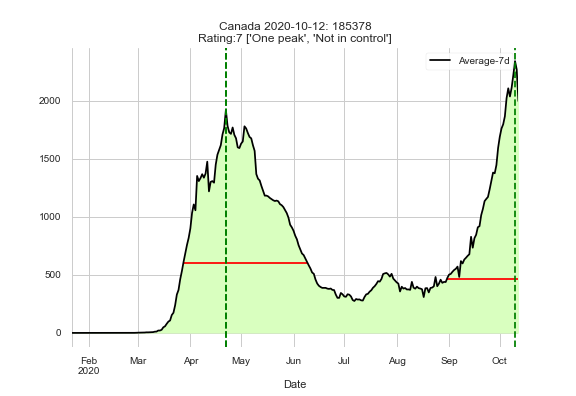 Canada 2020-10-12: 185378
Rating:7 ['One peak', 'Not in control']
Average-7d
2000
1500
1000
500
0
Feb Mar Apr May Jun Jul Aug Sep Oct
2020
Date